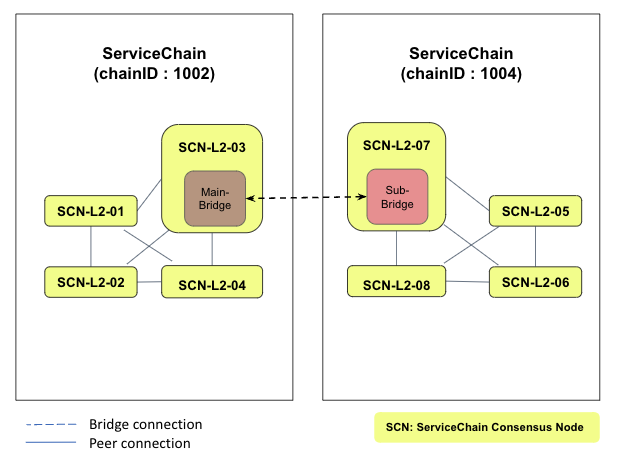 ServiceChain
(chainID : 1002)
SCN-L2-03
Main-
Bridge
SCN-L2-01
SCN-L2-02
SCN-L2-04
ServiceChain
(chainID : 1004)
SCN-L2-07
Sub-
Bridge
SCN-L2-05
SCN-L2-08
SCN-L2-06
Bridge connection
Peer connection
SCN: ServiceChain Consensus Node